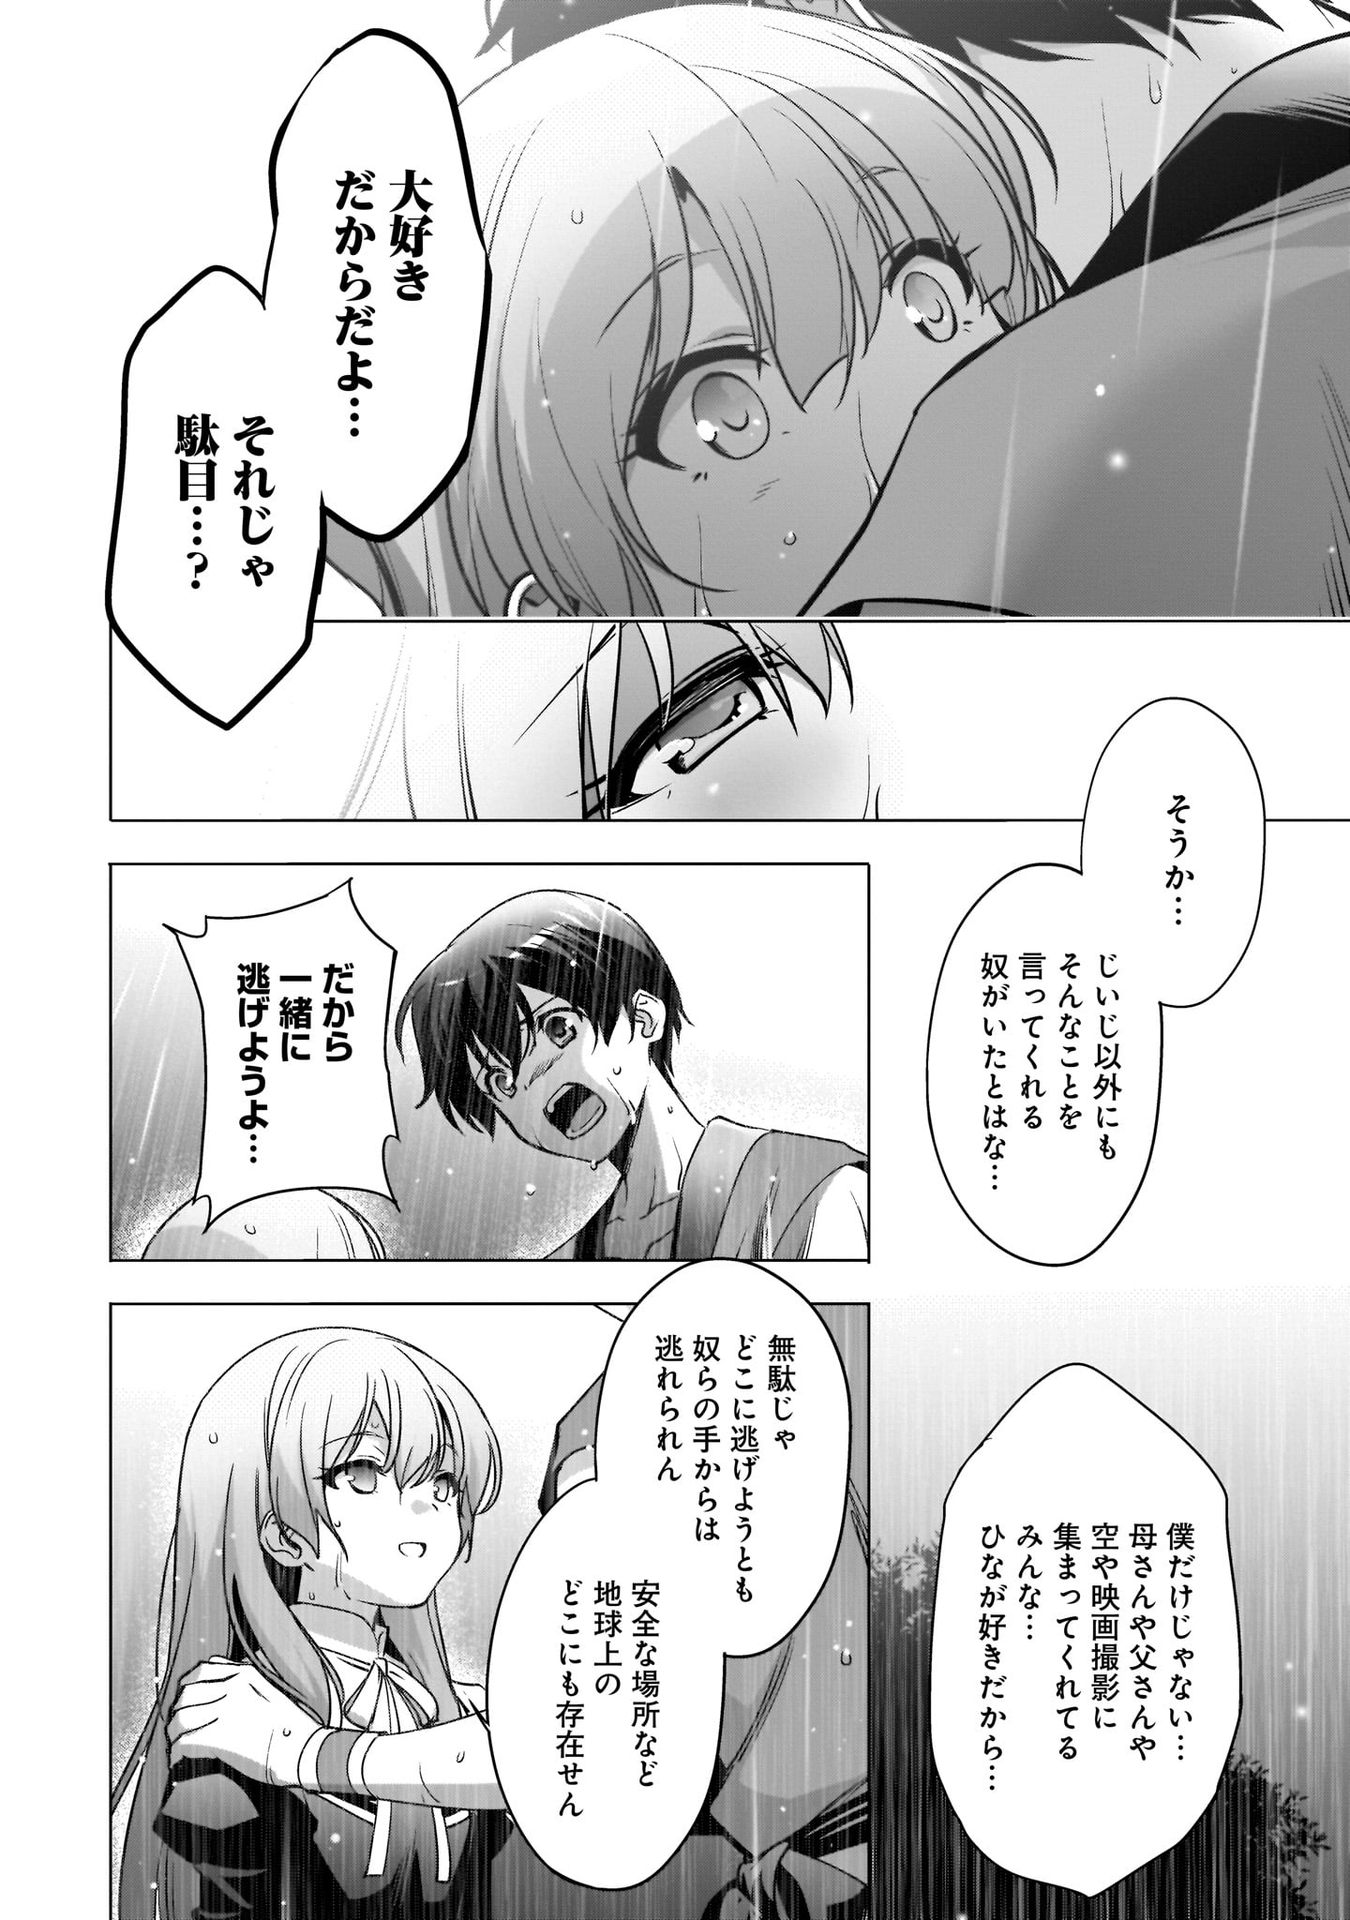 大好き
だからだよ…
それじゃ
駄目…?
そうか…
じいじ以外にも
そんなことを
言ってくれる
奴がいたとはな…
だから
一緒に
逃げようよ…
僕だけじゃない…
母さんや父さんや
空や映画撮影に
集まってくれてる
みんな…
ひなが好きだから…
無駄じゃ
どこに逃げようとも
奴らの手からは
逃れられん
安全な場所など
地球上の
どこにも存在せん